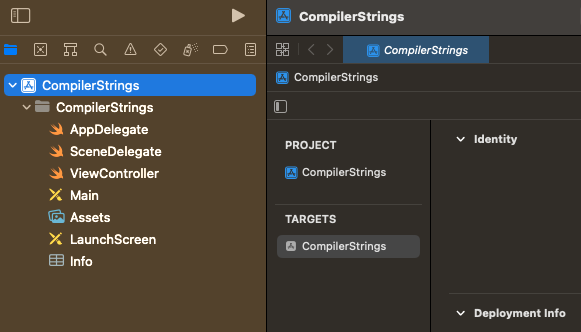 CompilerStrings
CompilerStrings
AppDelegate
SceneDelegate
ViewController
Main
Assets
LaunchScreen
Info
CompilerStrings
CompilerStrings
CompilerStrings
PROJECT
CompilerStrings
TARGETS
CompilerStrings
Identity
Deployment Info